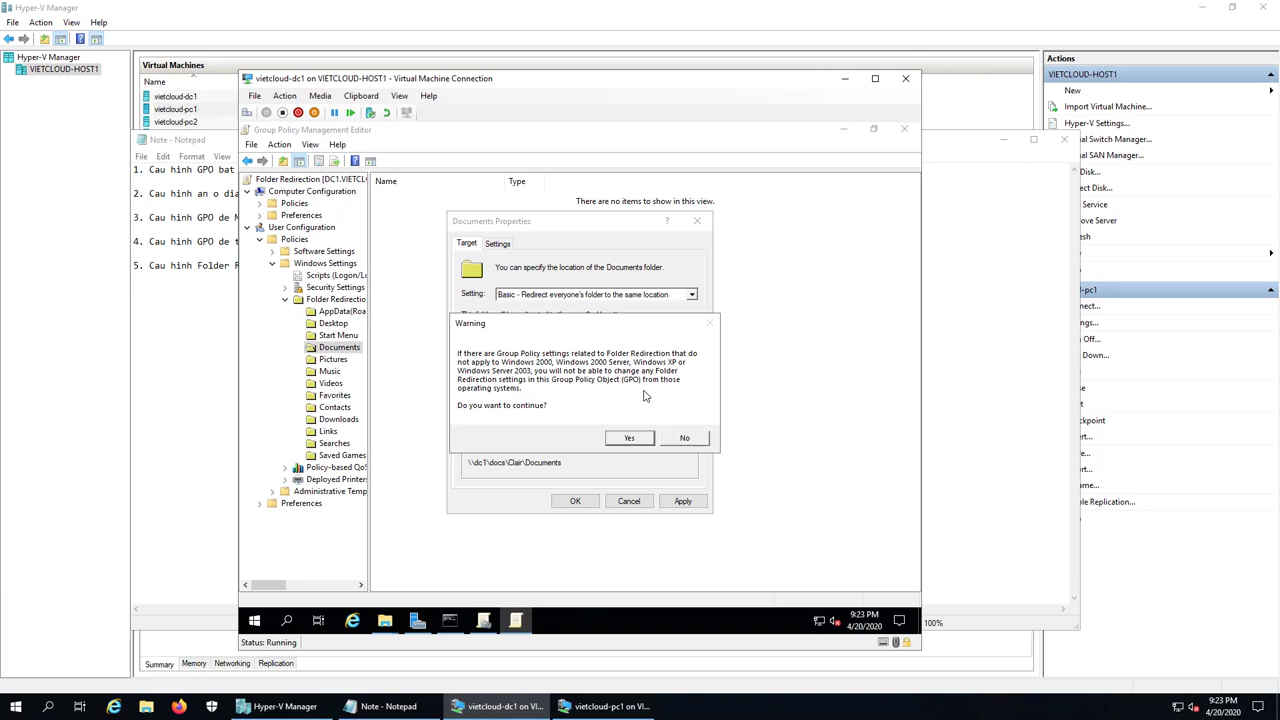 Hyper-V Manager
File Action View Help
Hyper-V Manager
VIETCLOUD-HOST1
Virtual Machines
Name
vietcloud-dc1
vietcloud-pc1
vietcloud-pc2
Note - Notepad
File Edit Format View
1. Cau hinh GPO bat
2. Cau hinh an o dia
3. Cau hinh GPO de M
4. Cau hinh GPO de t
5. Cau hinh Folder R
vietcloud-dc1 on VIETCLOUD-HOST1 - Virtual Machine Connection
File Action Media Clipboard View Help
Group Policy Management Editor
File Action View Help
Folder Redirection [DC1.VIETCL
Computer Configuration
Policies
Preferences
User Configuration
Policies
Software Settings
Windows Settings
Scripts (Logon/Lo
Security Settings
Folder Redirectio
AppData(Roa
Desktop
Start Menu
Documents
Pictures
Music
Videos
Favorites
Contacts
Downloads
Links
Searches
Saved Games
Policy-based QoS
Deployed Printers
Administrative Temp
Preferences
Name Type
There are no items to show in this view.
Documents Properties
?
Target Settings
You can specify the location of the Documents folder.
Setting: Basic - Redirect everyone's folder to the same location
Warning
If there are Group Policy settings related to Folder Redirection that do
not apply to Windows 2000, Windows 2000 Server, Windows XP or
Windows Server 2003, you will not be able to change any Folder
Redirection settings in this Group Policy Object (GPO) from those
operating systems.
Do you want to continue?
Yes No
\\dc1\docs\Clair\Documents
OK Cancel Apply
9:23 PM
4/20/2020
Status: Running
100%
Summary Memory Networking Replication
Actions
VIETCLOUD-HOST1
New
Import Virtual Machine...
Hyper-V Settings...
Virtual Switch Manager...
Virtual SAN Manager...
Disk...
ect Disk...
Service
ove Server
esh
-pc1
nect...
ings...
Off...
Down...
t
ckpoint
ert...
e...
rt...
ame...
le Replication...
Hyper-V Manager Note - Notepad vietcloud-dc1 on VI... vietcloud-pc1 on VI...
9:23 PM
4/20/2020